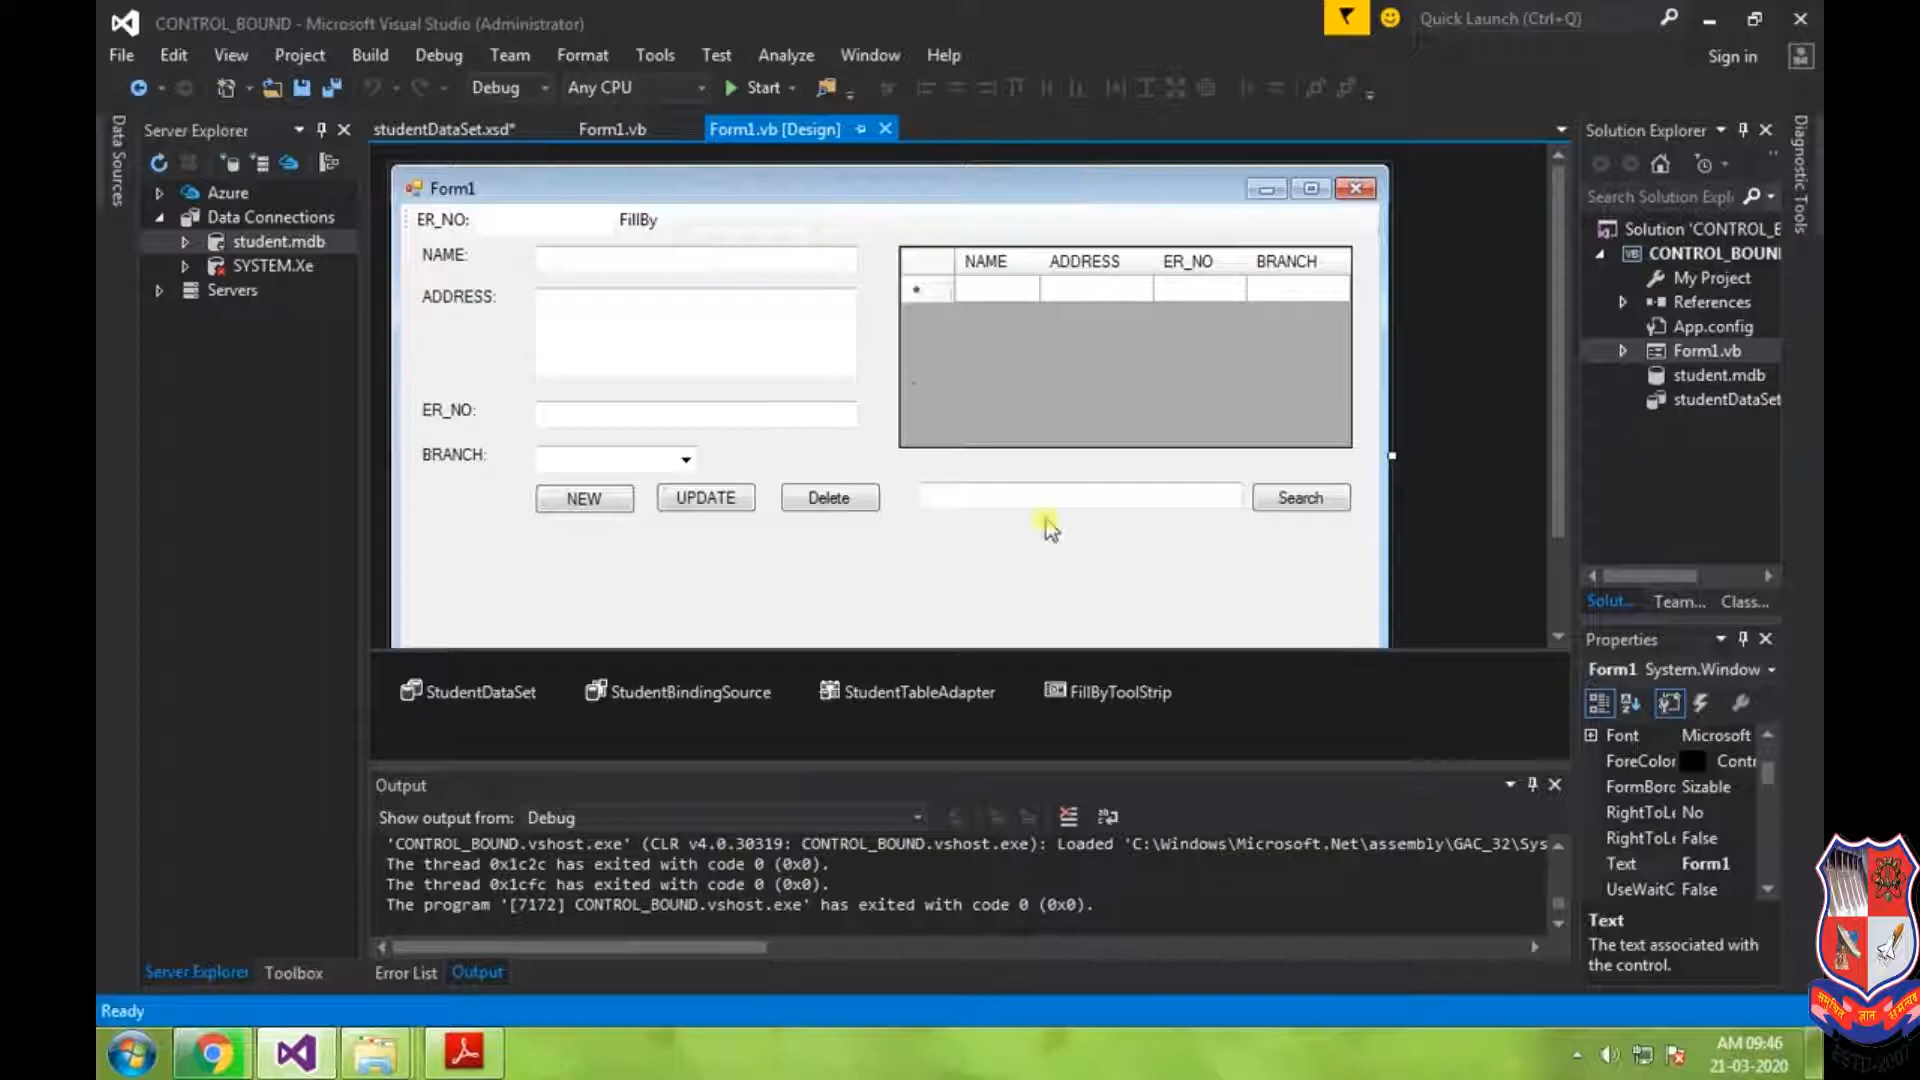 CONTROL_BOUND - Microsoft Visual Studio (Administrator)
Quick Launch (Ctrl+Q)
File Edit View Project Build Debug Team Format Tools Test Analyze Window Help
Sign in
Debug Any CPU Start
Data Sources
Server Explorer
Azure
Data Connections
student.mdb
SYSTEM.Xe
Servers
studentDataSet.xsd* Form1.vb Form1.vb [Design]
Form1
ER_NO: FillBy
NAME:
ADDRESS:
ER_NO:
BRANCH:
NAME ADDRESS ER_NO BRANCH
NEW UPDATE Delete Search
StudentDataSet StudentBindingSource StudentTableAdapter FillByToolStrip
Output
Show output from: Debug
'CONTROL_BOUND.vshost.exe' (CLR v4.0.30319: CONTROL_BOUND.vshost.exe): Loaded 'C:\Windows\Microsoft.Net\assembly\GAC_32\Sys
The thread 0x1c2c has exited with code 0 (0x0).
The thread 0x1cfc has exited with code 0 (0x0).
The program '[7172] CONTROL_BOUND.vshost.exe' has exited with code 0 (0x0).
Server Explorer Toolbox
Error List Output
Solution Explorer
Diagnostic Tools
Search Solution Expl
Solution 'CONTROL_E
CONTROL_BOUN
My Project
References
App.config
Form1.vb
student.mdb
studentDataSet
Solut... Team... Class...
Properties
Form1 System.Window
Font Microsoft
ForeColor Contr
FormBorc Sizable
RightToLe No
RightToLe False
Text Form1
UseWaitC False
Text
The text associated with
the control.
Ready
AM 09:46
21-03-2020
ESTD-2007